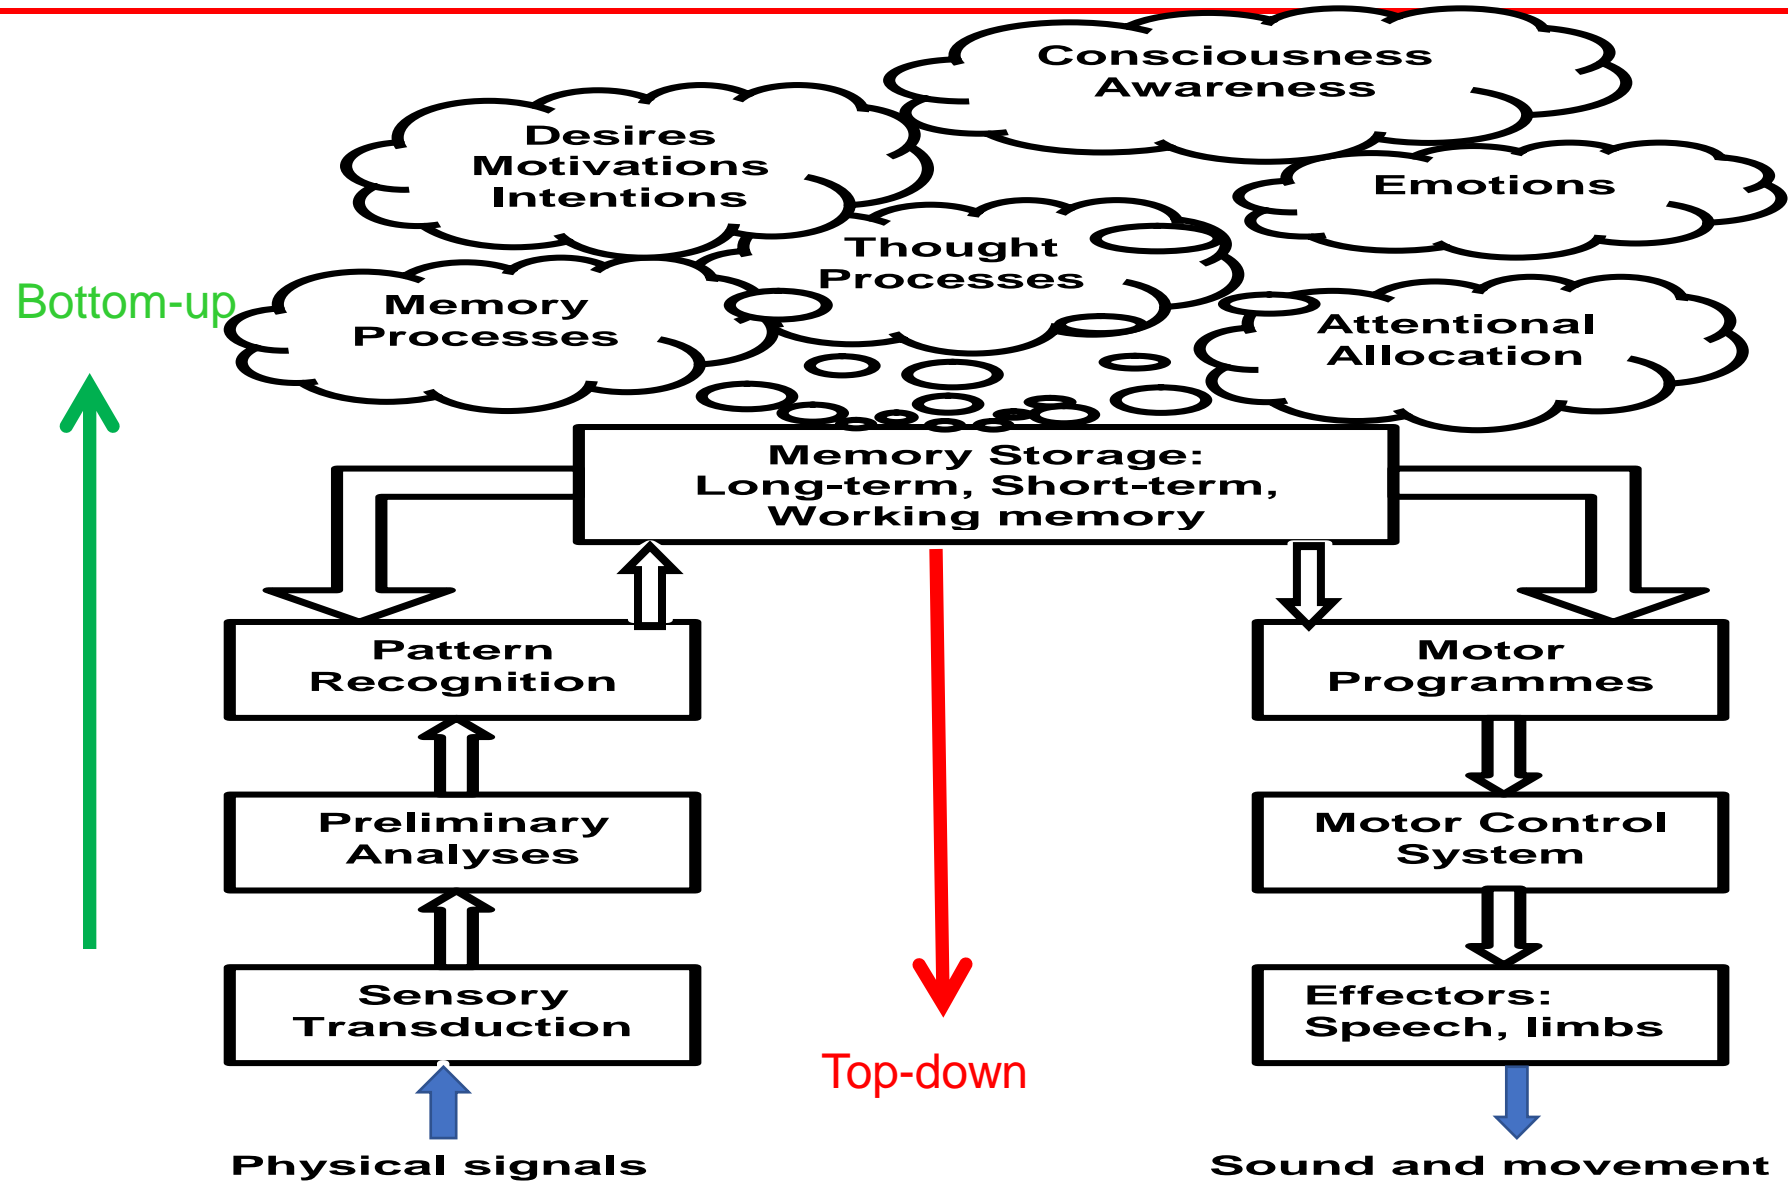 Consciousness
Awareness
Desires
Motivations
Intentions
Emotions
Thought
Processes
Memory
Processes
Attentional
Allocation
Bottom-up
Memory Storage:
Long-term, Short-term,
Working memory
Pattern
Recognition
Motor
Programmes
Preliminary
Analyses
Motor Control
System
Sensory
Transduction
Effectors:
Speech, limbs
Top-down
Physical signals
Sound and movement